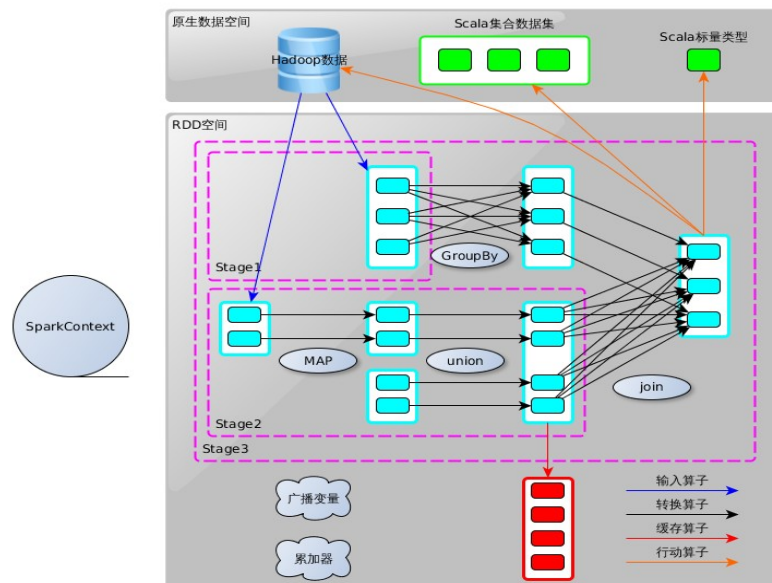 原生数据空间
Scala集合数据集
Scala标量类型
Hadoop数据
RDD空间
Stage1
GroupBy
SparkContext
MAP
union
join
Stage2
Stage3
广播变量
累加器
输入算子
转换算子
缓存算子
行动算子